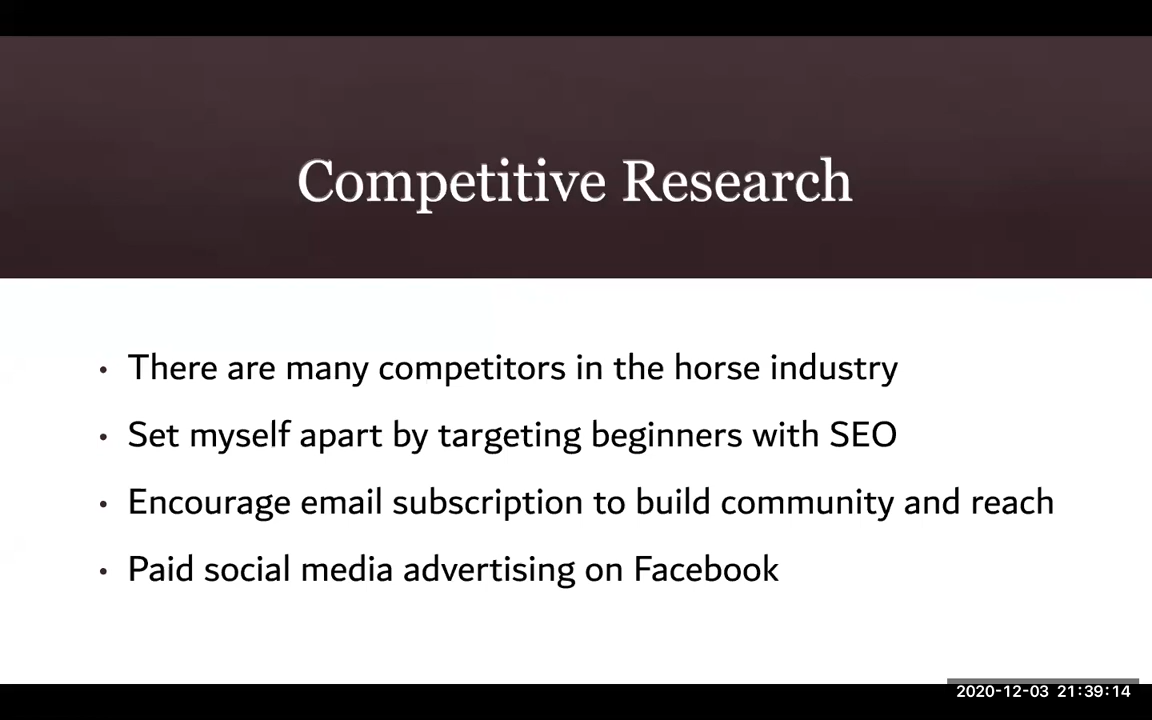 Competitive Research
• There are many competitors in the horse industry
• Set myself apart by targeting beginners with SEO
• Encourage email subscription to build community and reach
• Paid social media advertising on Facebook
2020-12-03 21:39:14